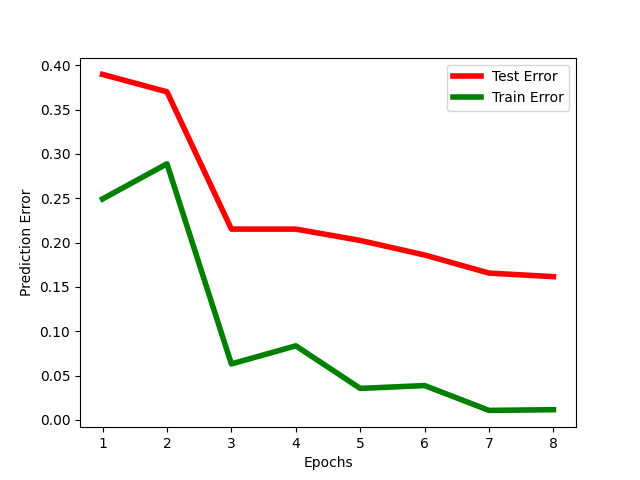 0.40
0.35
0.30
0.25
0.20
0.15
0.10
0.05
0.00
Prediction Error
Test Error
Train Error
1 2 3 4 5 6 7 8
Epochs